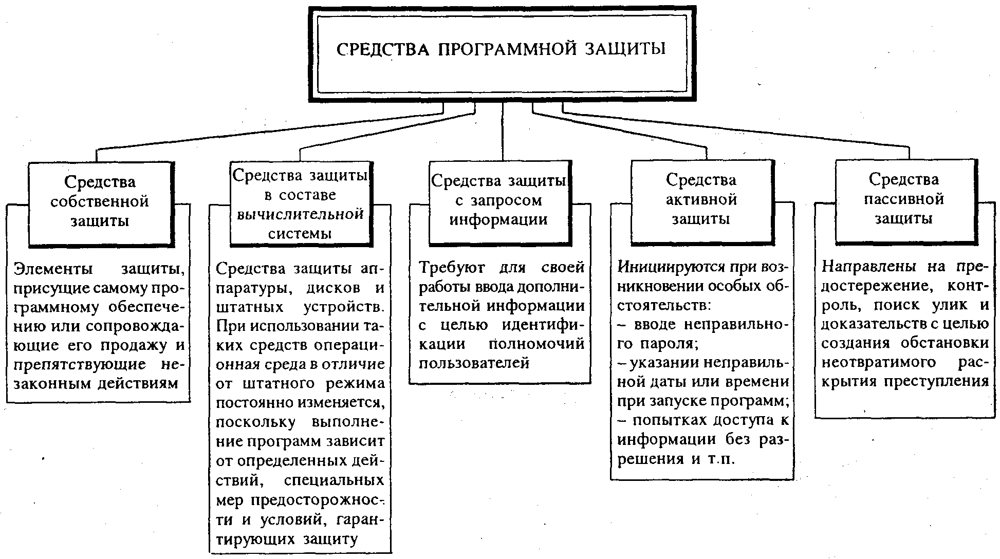 СРЕДСТВА ПРОГРАММНОЙ ЗАЩИТЫ
Средства
собственной
защиты
Элементы защиты,
присущие самому про-
граммному обеспече-
нию или сопровожда-
ющие его продажу и
препятствующие не-
законным действиям
Средства защиты
в составе
вычислительной
системы
Средства защиты ап-
паратуры, дисков и
штатных устройств.
При использовании та-
ких средств операци-
онная среда в отличие
от штатного режима
постоянно изменяется,
поскольку выполне-
ние программ зависит
от определенных дей-
ствий, специальных
мер предосторожнос-
ти и условий, гаран-
тирующих защиту
Средства защиты
с запросом
информации
Требуют для своей
работы ввода дополни-
тельной информации
с целью идентифи-
кации полномочий
пользователей
Средства
активной
защиты
Инициируются при воз-
никновении особых об-
стоятельств:
– вводе неправильно-
го пароля;
– указании неправиль-
ной даты или времени
при запуске программ;
– попытках доступа к
информации без раз-
решения и т.п.
Средства
пассивной
защиты
Направлены на пре-
достережение, конт-
роль, поиск улик и
доказательств с целью
создания обстановки
неотвратимого рас-
крытия преступления